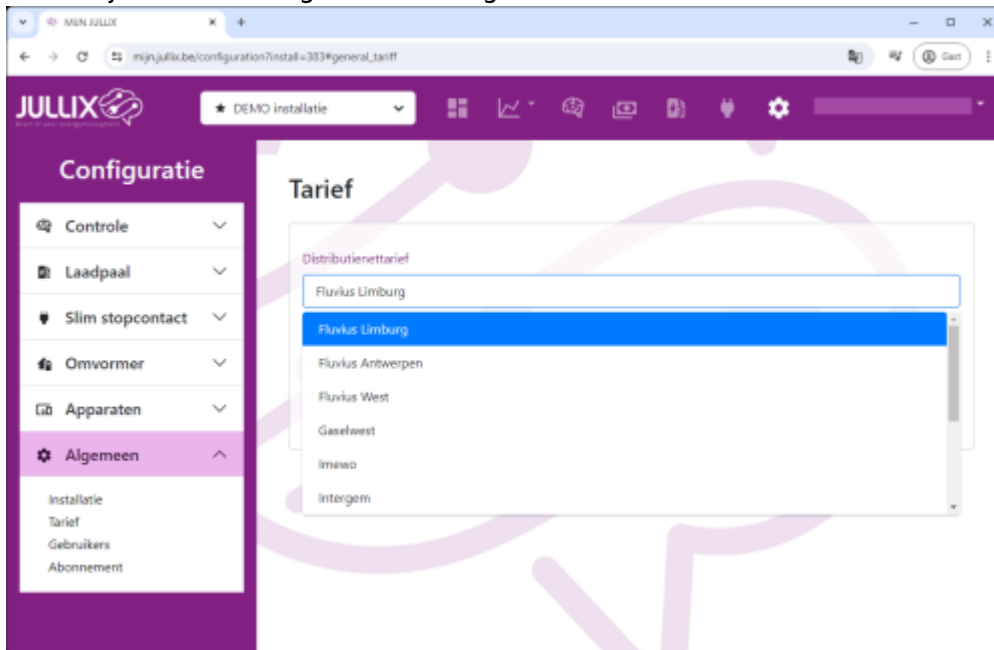 MIJN JULLIX
mijn.jullix.be/configuration?install=383#general_tariff
Gast
JULLIX
DEMO installatie
Configuratie
Controle
Laadpaal
Slim stopcontact
Omvormer
Apparaten
Algemeen
Installatie
Tarief
Gebruikers
Abonnement
Tarief
Distributienettarief
Fluvius Limburg
Fluvius Limburg
Fluvius Antwerpen
Fluvius West
Gaselwest
Imewo
Intergem